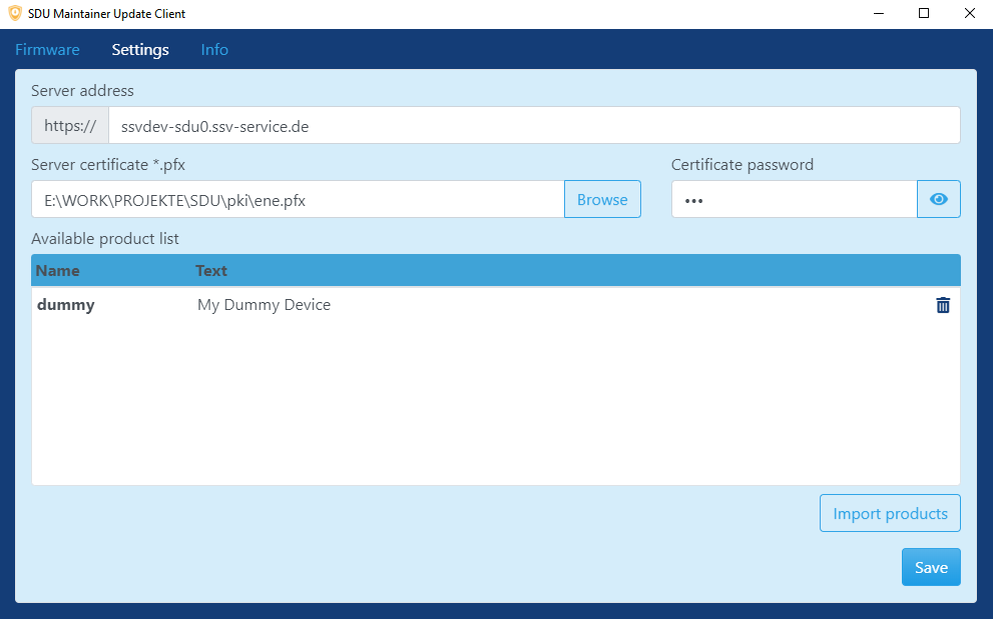 SDU Maintainer Update Client
Firmware Settings Info
Server address
https:// ssvdev-sdu0.ssv-service.de
Server certificate *.pfx Certificate password
E:\WORK\PROJEKTE\SDU\pki\ene.pfx Browse •••
Available product list
Name Text
dummy My Dummy Device
Import products
Save